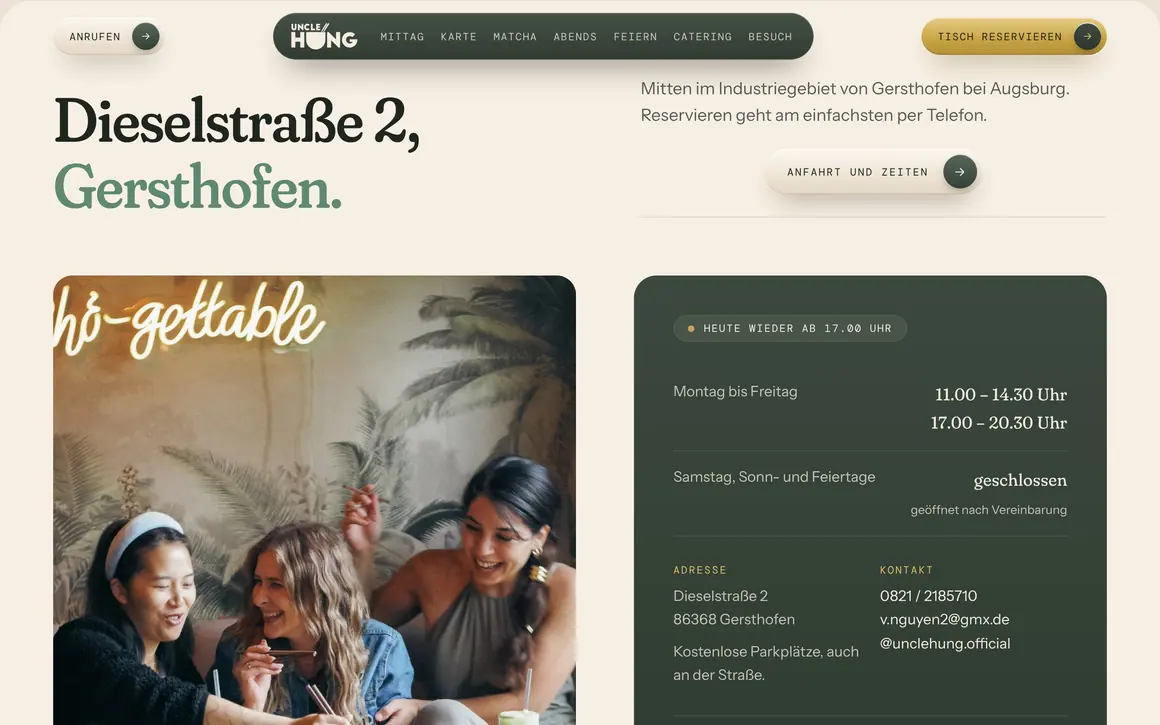 ANRUFEN
UNCLE HUNG
MITTAG KARTE MATCHA ABENDS FEIERN CATERING BESUCH
TISCH RESERVIEREN
Dieselstraße 2,
Gersthofen.
Mitten im Industriegebiet von Gersthofen bei Augsburg.
Reservieren geht am einfachsten per Telefon.
ANFAHRT UND ZEITEN
hở-gettable
HEUTE WIEDER AB 17.00 UHR
Montag bis Freitag
11.00 – 14.30 Uhr
17.00 – 20.30 Uhr
Samstag, Sonn- und Feiertage
geschlossen
geöffnet nach Vereinbarung
ADRESSE
Dieselstraße 2
86368 Gersthofen
Kostenlose Parkplätze, auch
an der Straße.
KONTAKT
0821 / 2185710
v.nguyen2@gmx.de
@unclehung.official